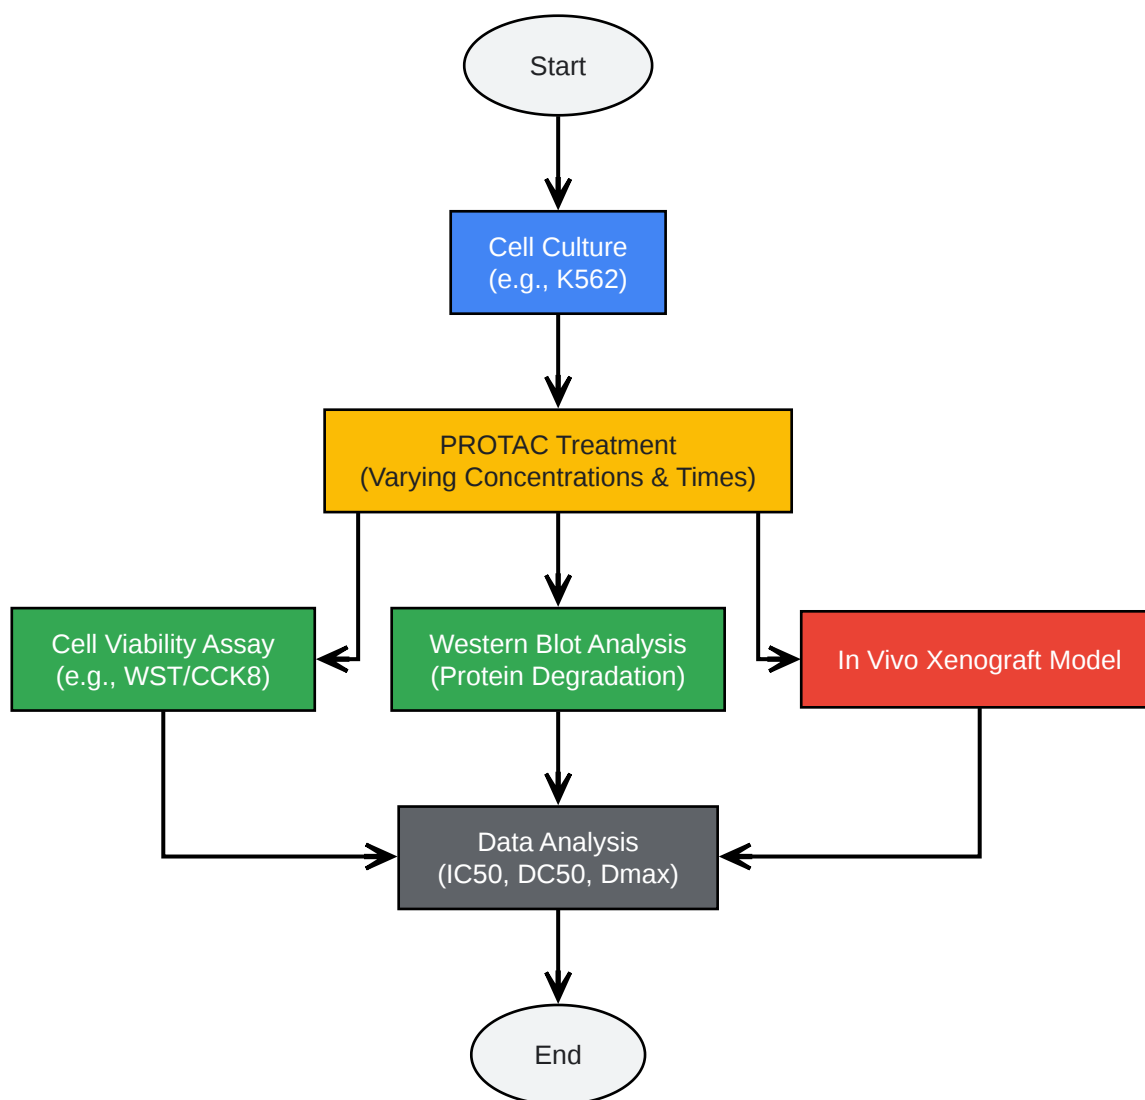 Start
Cell Culture
(e.g., K562)
PROTAC Treatment
(Varying Concentrations & Times)
Cell Viability Assay
(e.g., WST/CCK8)
Western Blot Analysis
(Protein Degradation)
In Vivo Xenograft Model
Data Analysis
(IC50, DC50, Dmax)
End